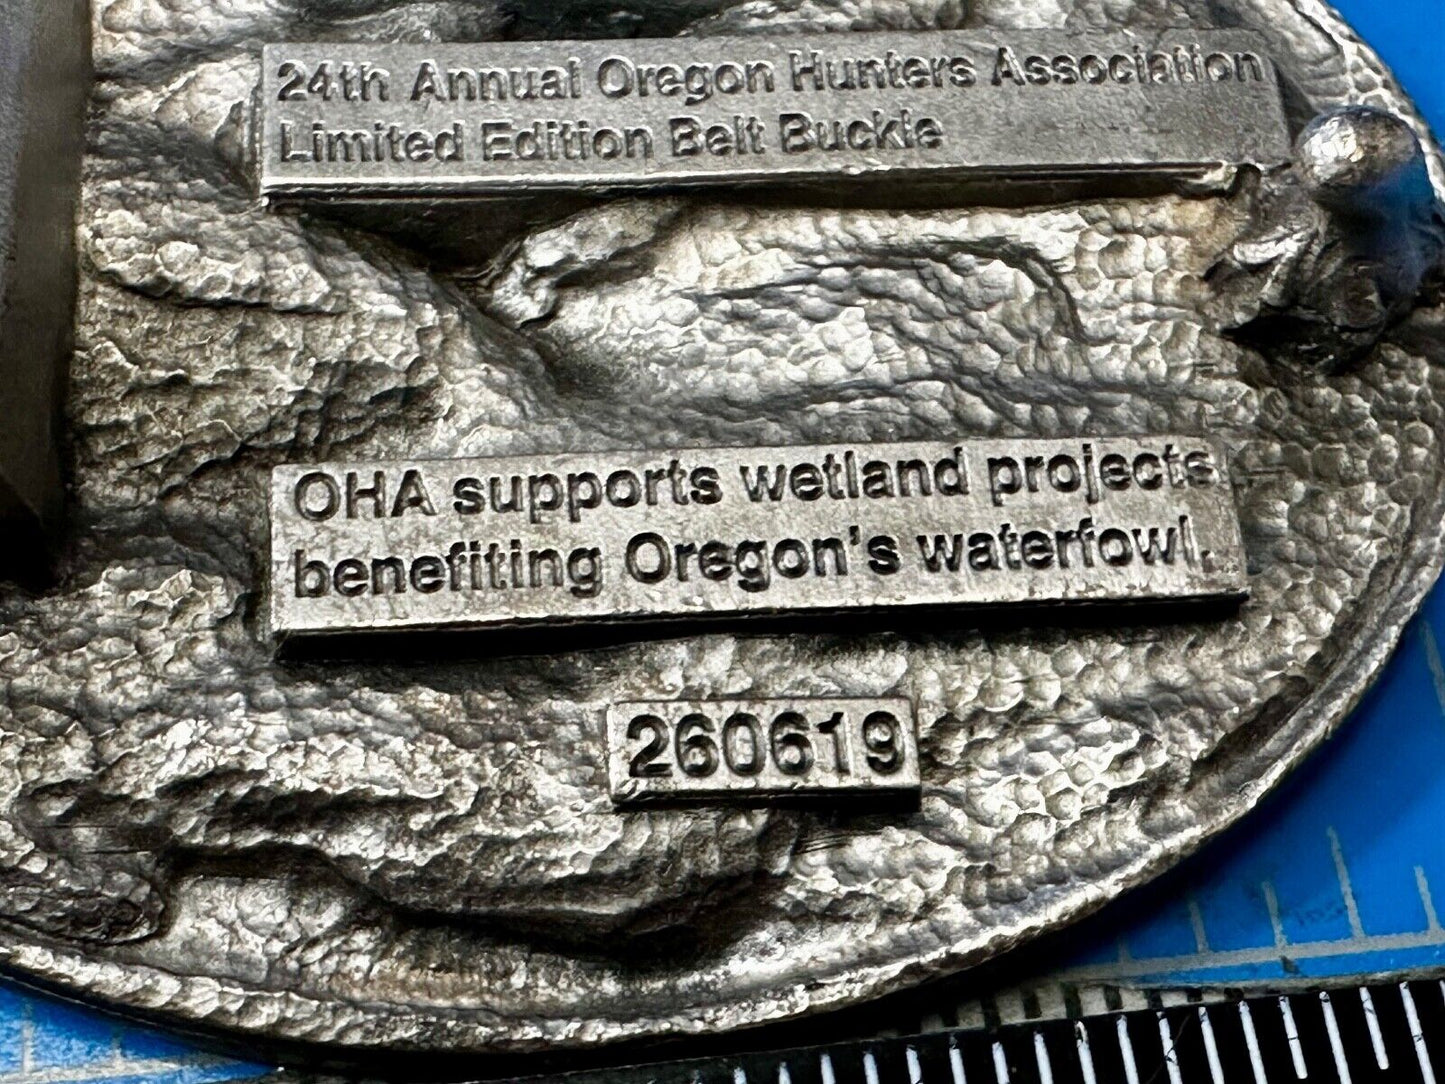 24th Annual Oregon Hunters Association
Limited Edition Belt Buckle
OHA supports wetland projects
benefiting Oregon's waterfowl.
260619